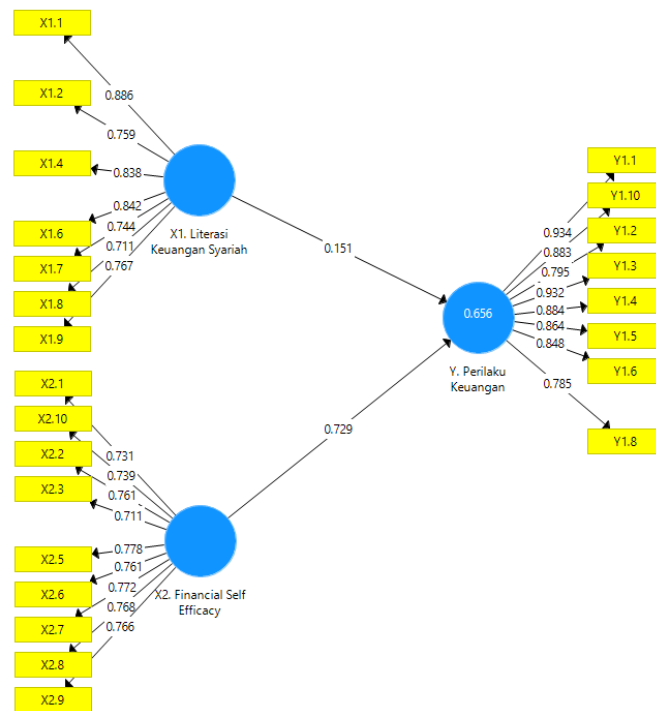 X1.1
X1.2
X1.4
X1.6
X1.7
X1.8
X1.9
0.886
0.759
0.838
0.842
0.744
0.711
0.767
X1. Literasi
Keuangan Syariah
0.151
X2.1
X2.10
X2.2
X2.3
X2.5
X2.6
X2.7
X2.8
X2.9
0.731
0.739
0.761
0.711
0.778
0.761
0.772
0.768
0.766
X2. Financial Self
Efficacy
0.729
0.656
Y. Perilaku
Keuangan
0.934
0.883
0.795
0.932
0.884
0.864
0.848
0.785
Y1.1
Y1.10
Y1.2
Y1.3
Y1.4
Y1.5
Y1.6
Y1.8